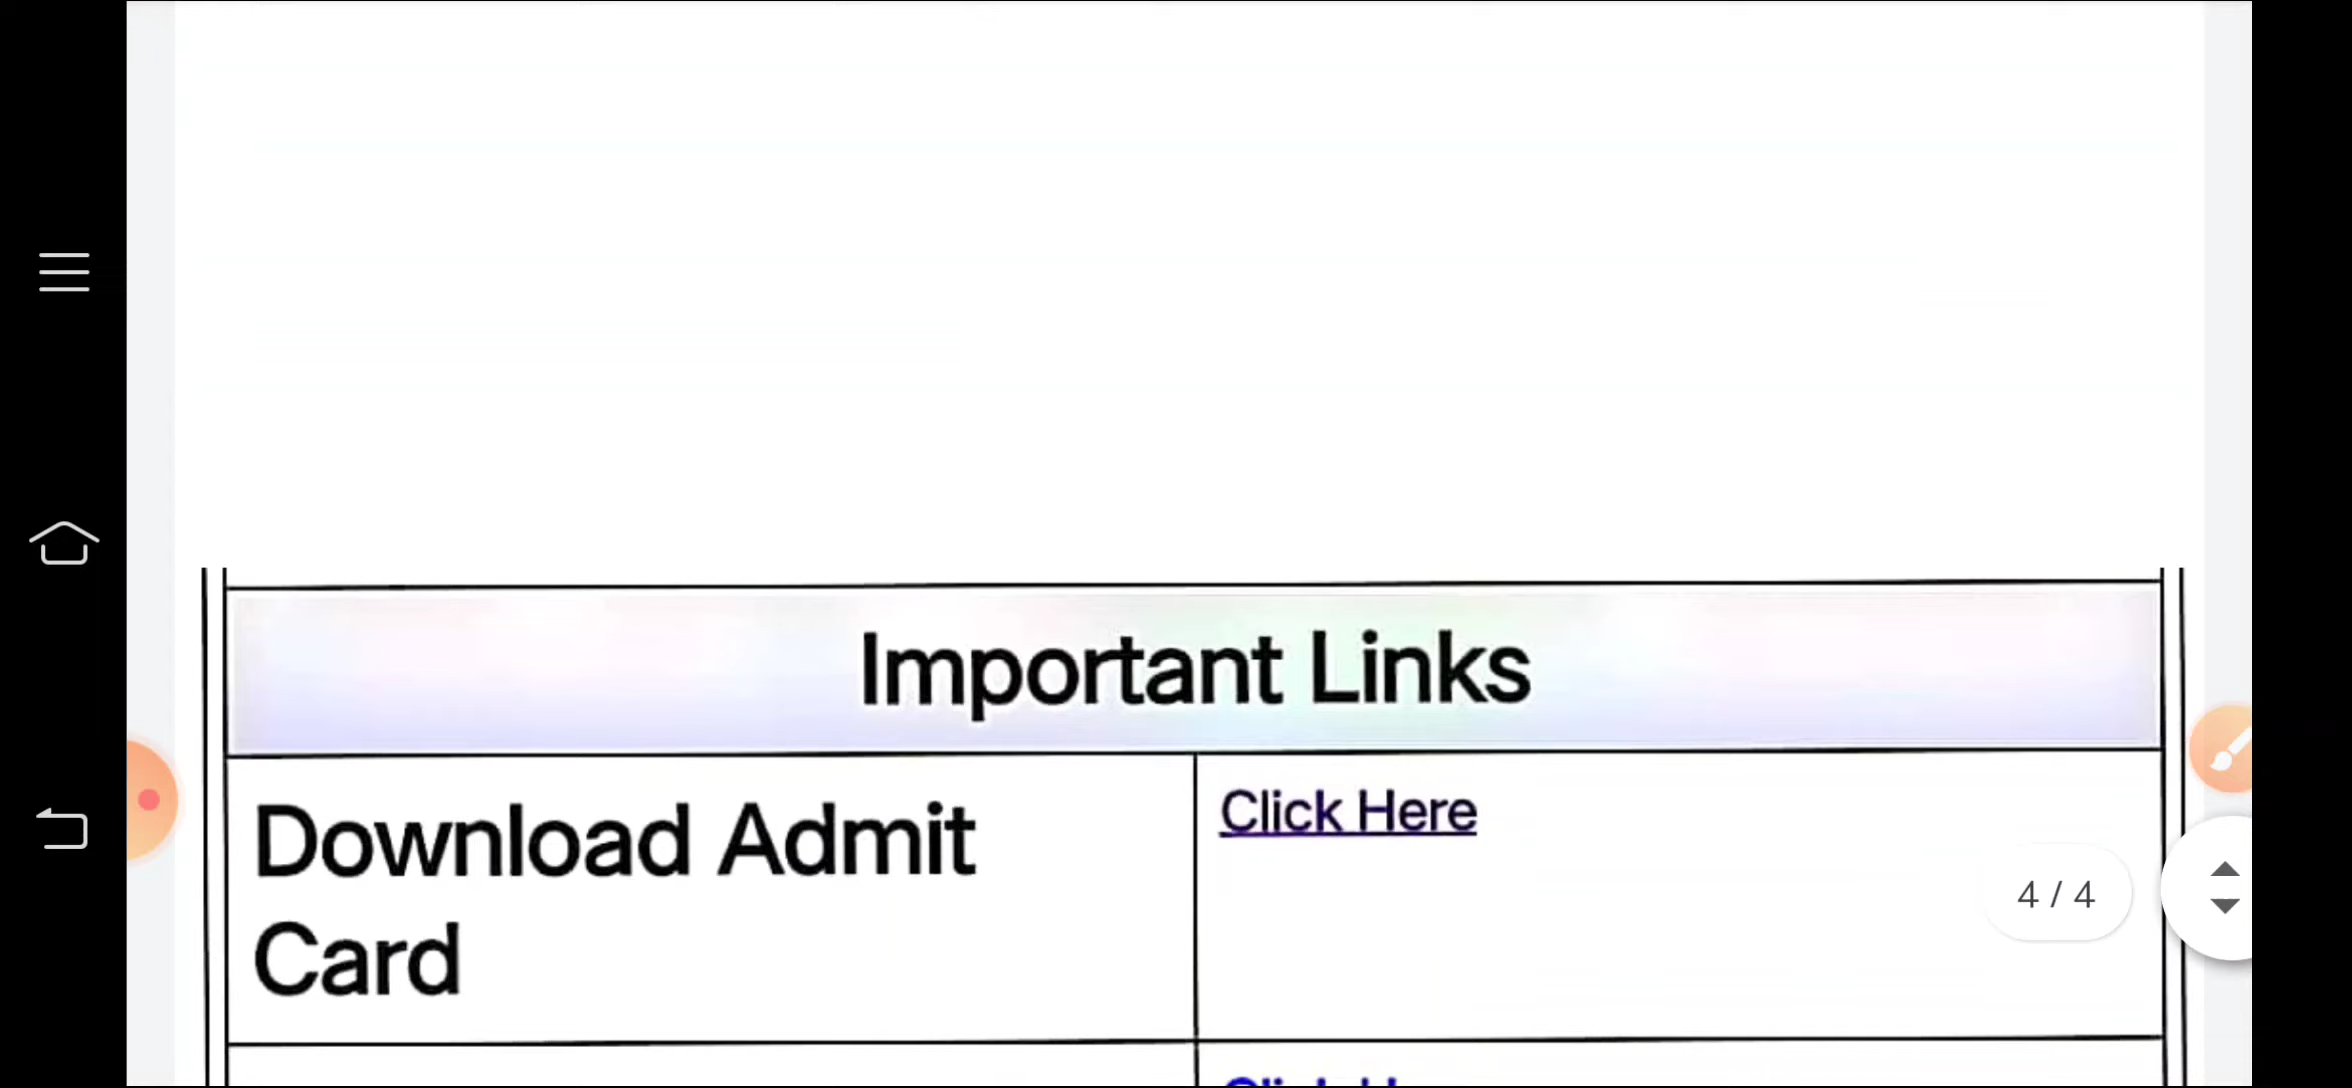 Important Links
Download Admit
Card
Click Here
4 / 4